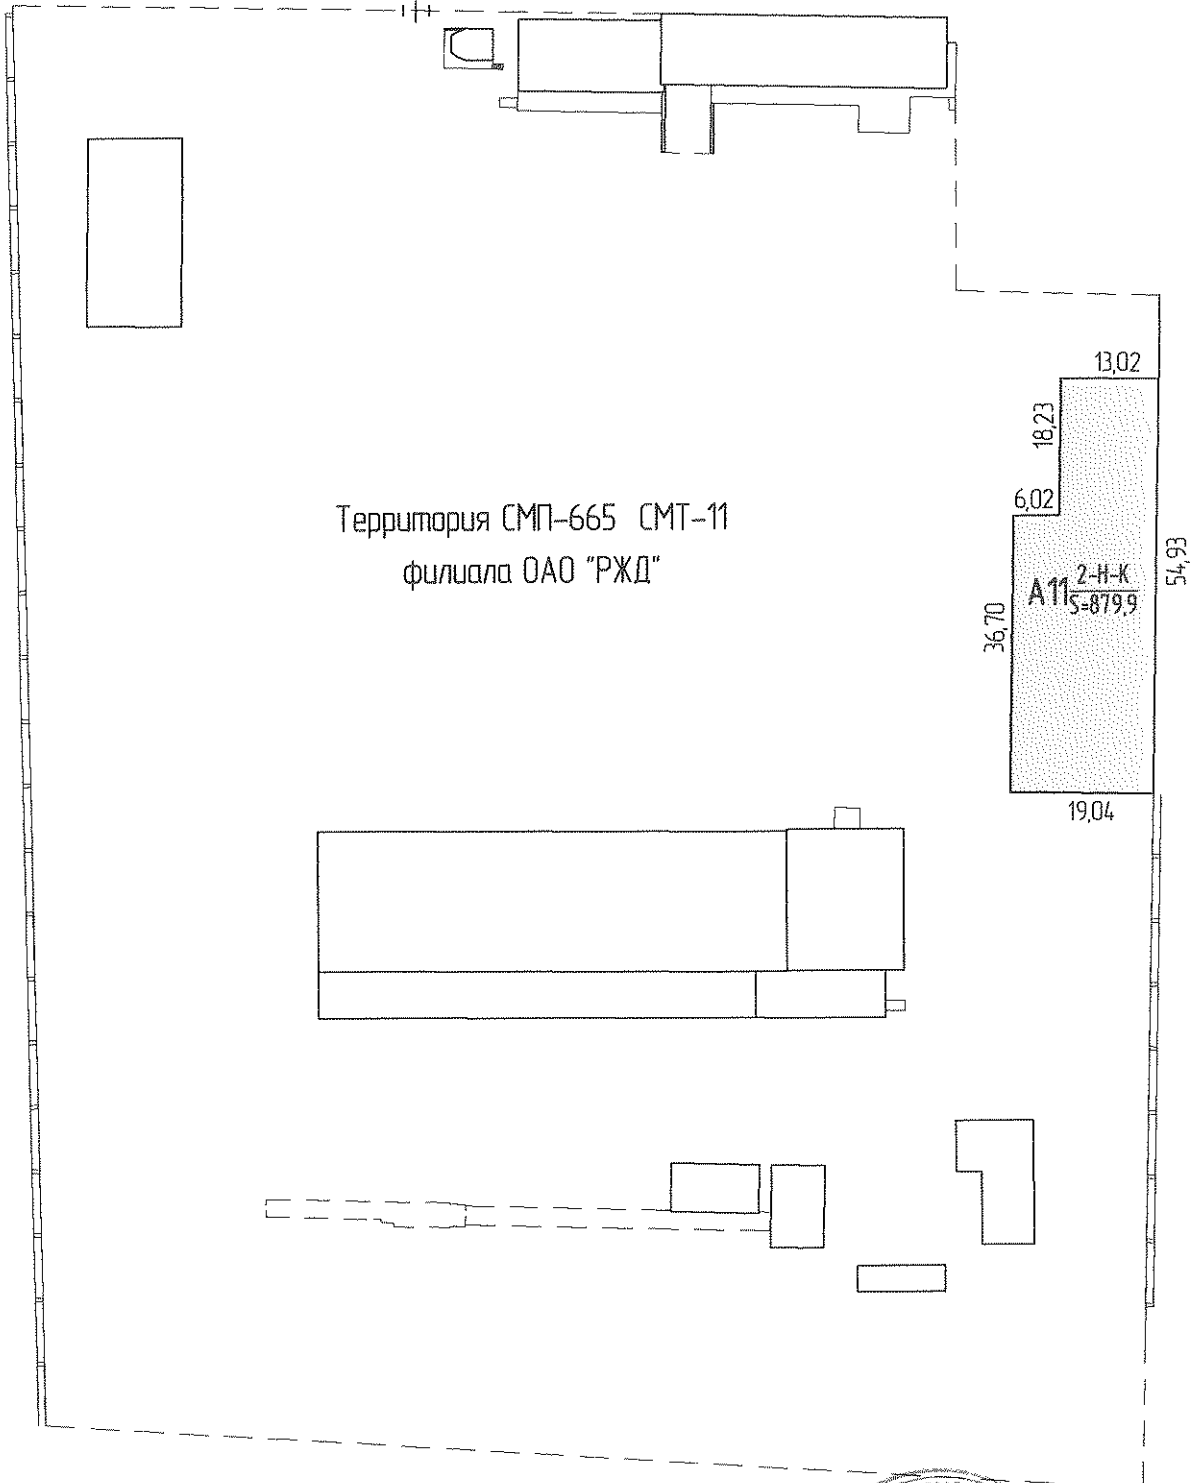 13,02
18,23
6,02
Территория СМП-665 СМТ-11
филиала ОАО "РЖД"
54,93
А11 2-Н-К
S=879,9
36,70
19,04